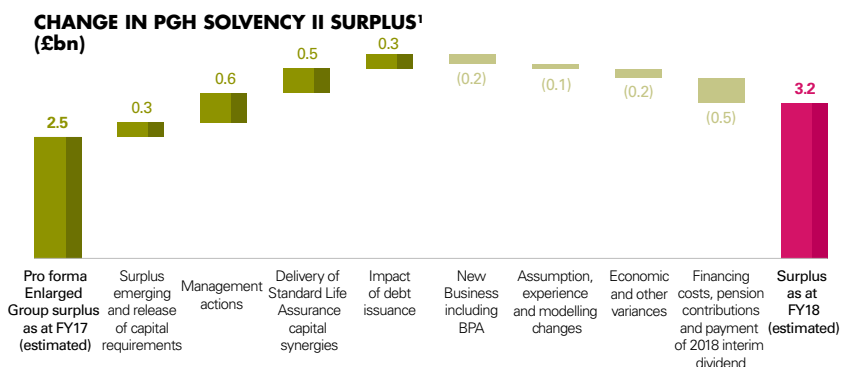 CHANGE IN PGH SOLVENCY II SURPLUS¹
(£bn)
2.5
0.3
0.6
0.5
0.3
(0.2)
(0.1)
(0.2)
(0.5)
3.2
Pro forma
Enlarged
Group surplus
as at FY17
(estimated)
Surplus
emerging
and release
of capital
requirements
Management
actions
Delivery of
Standard Life
Assurance
capital
synergies
Impact
of debt
issuance
New
Business
including
BPA
Assumption,
experience
and modelling
changes
Economic
and other
variances
Financing
costs, pension
contributions
and payment
of 2018 interim
dividend
Surplus
as at
FY18
(estimated)